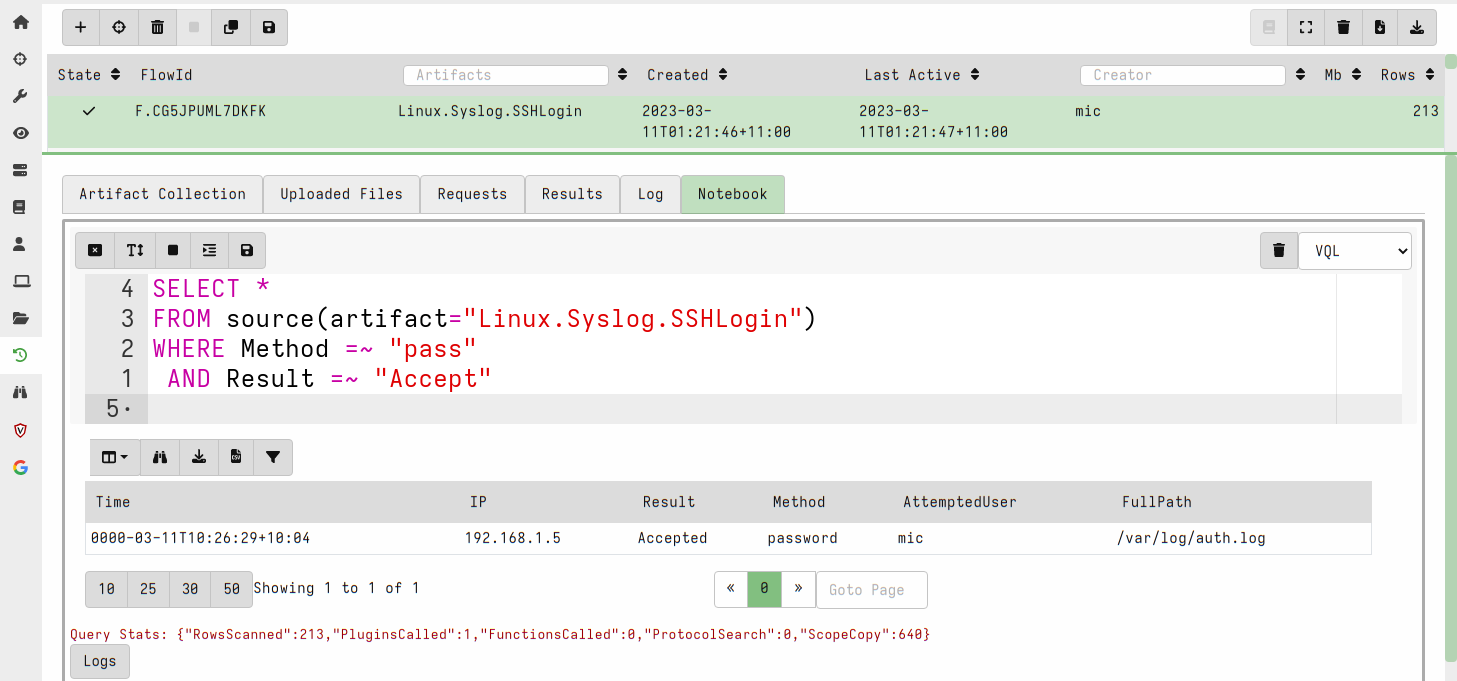 State FlowId Artifacts Created Last Active Creator Mb Rows
F.CG5JPUML7DKFK Linux.Syslog.SSHLogin 2023-03-11T01:21:46+11:00 2023-03-11T01:21:47+11:00 mic 213
Artifact Collection Uploaded Files Requests Results Log Notebook
VQL
4 SELECT *
3 FROM source(artifact="Linux.Syslog.SSHLogin")
2 WHERE Method =~ "pass"
1 AND Result =~ "Accept"
5·
Time IP Result Method AttemptedUser FullPath
0000-03-11T10:26:29+10:04 192.168.1.5 Accepted password mic /var/log/auth.log
10 25 30 50 Showing 1 to 1 of 1 « 0 » Goto Page
Query Stats: {"RowsScanned":213,"PluginsCalled":1,"FunctionsCalled":0,"ProtocolSearch":0,"ScopeCopy":640}
Logs